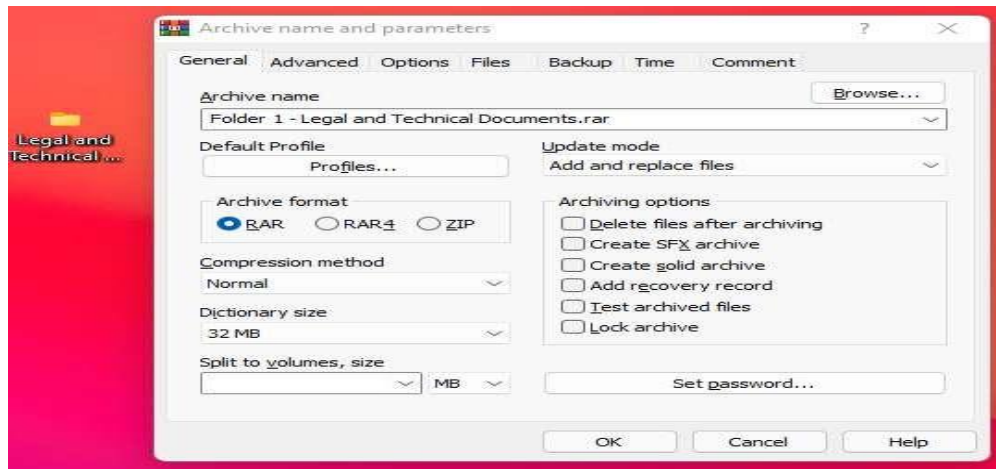 Archive name and parameters
?
General Advanced Options Files Backup Time Comment
Archive name
Browse...
Folder 1 - Legal and Technical Documents.rar
Legal and
Technical ...
Default Profile
Profiles...
Update mode
Add and replace files
Archive format
RAR RAR4 ZIP
Compression method
Normal
Dictionary size
32 MB
Split to volumes, size
MB
Archiving options
Delete files after archiving
Create SFX archive
Create solid archive
Add recovery record
Test archived files
Lock archive
Set password...
OK Cancel Help